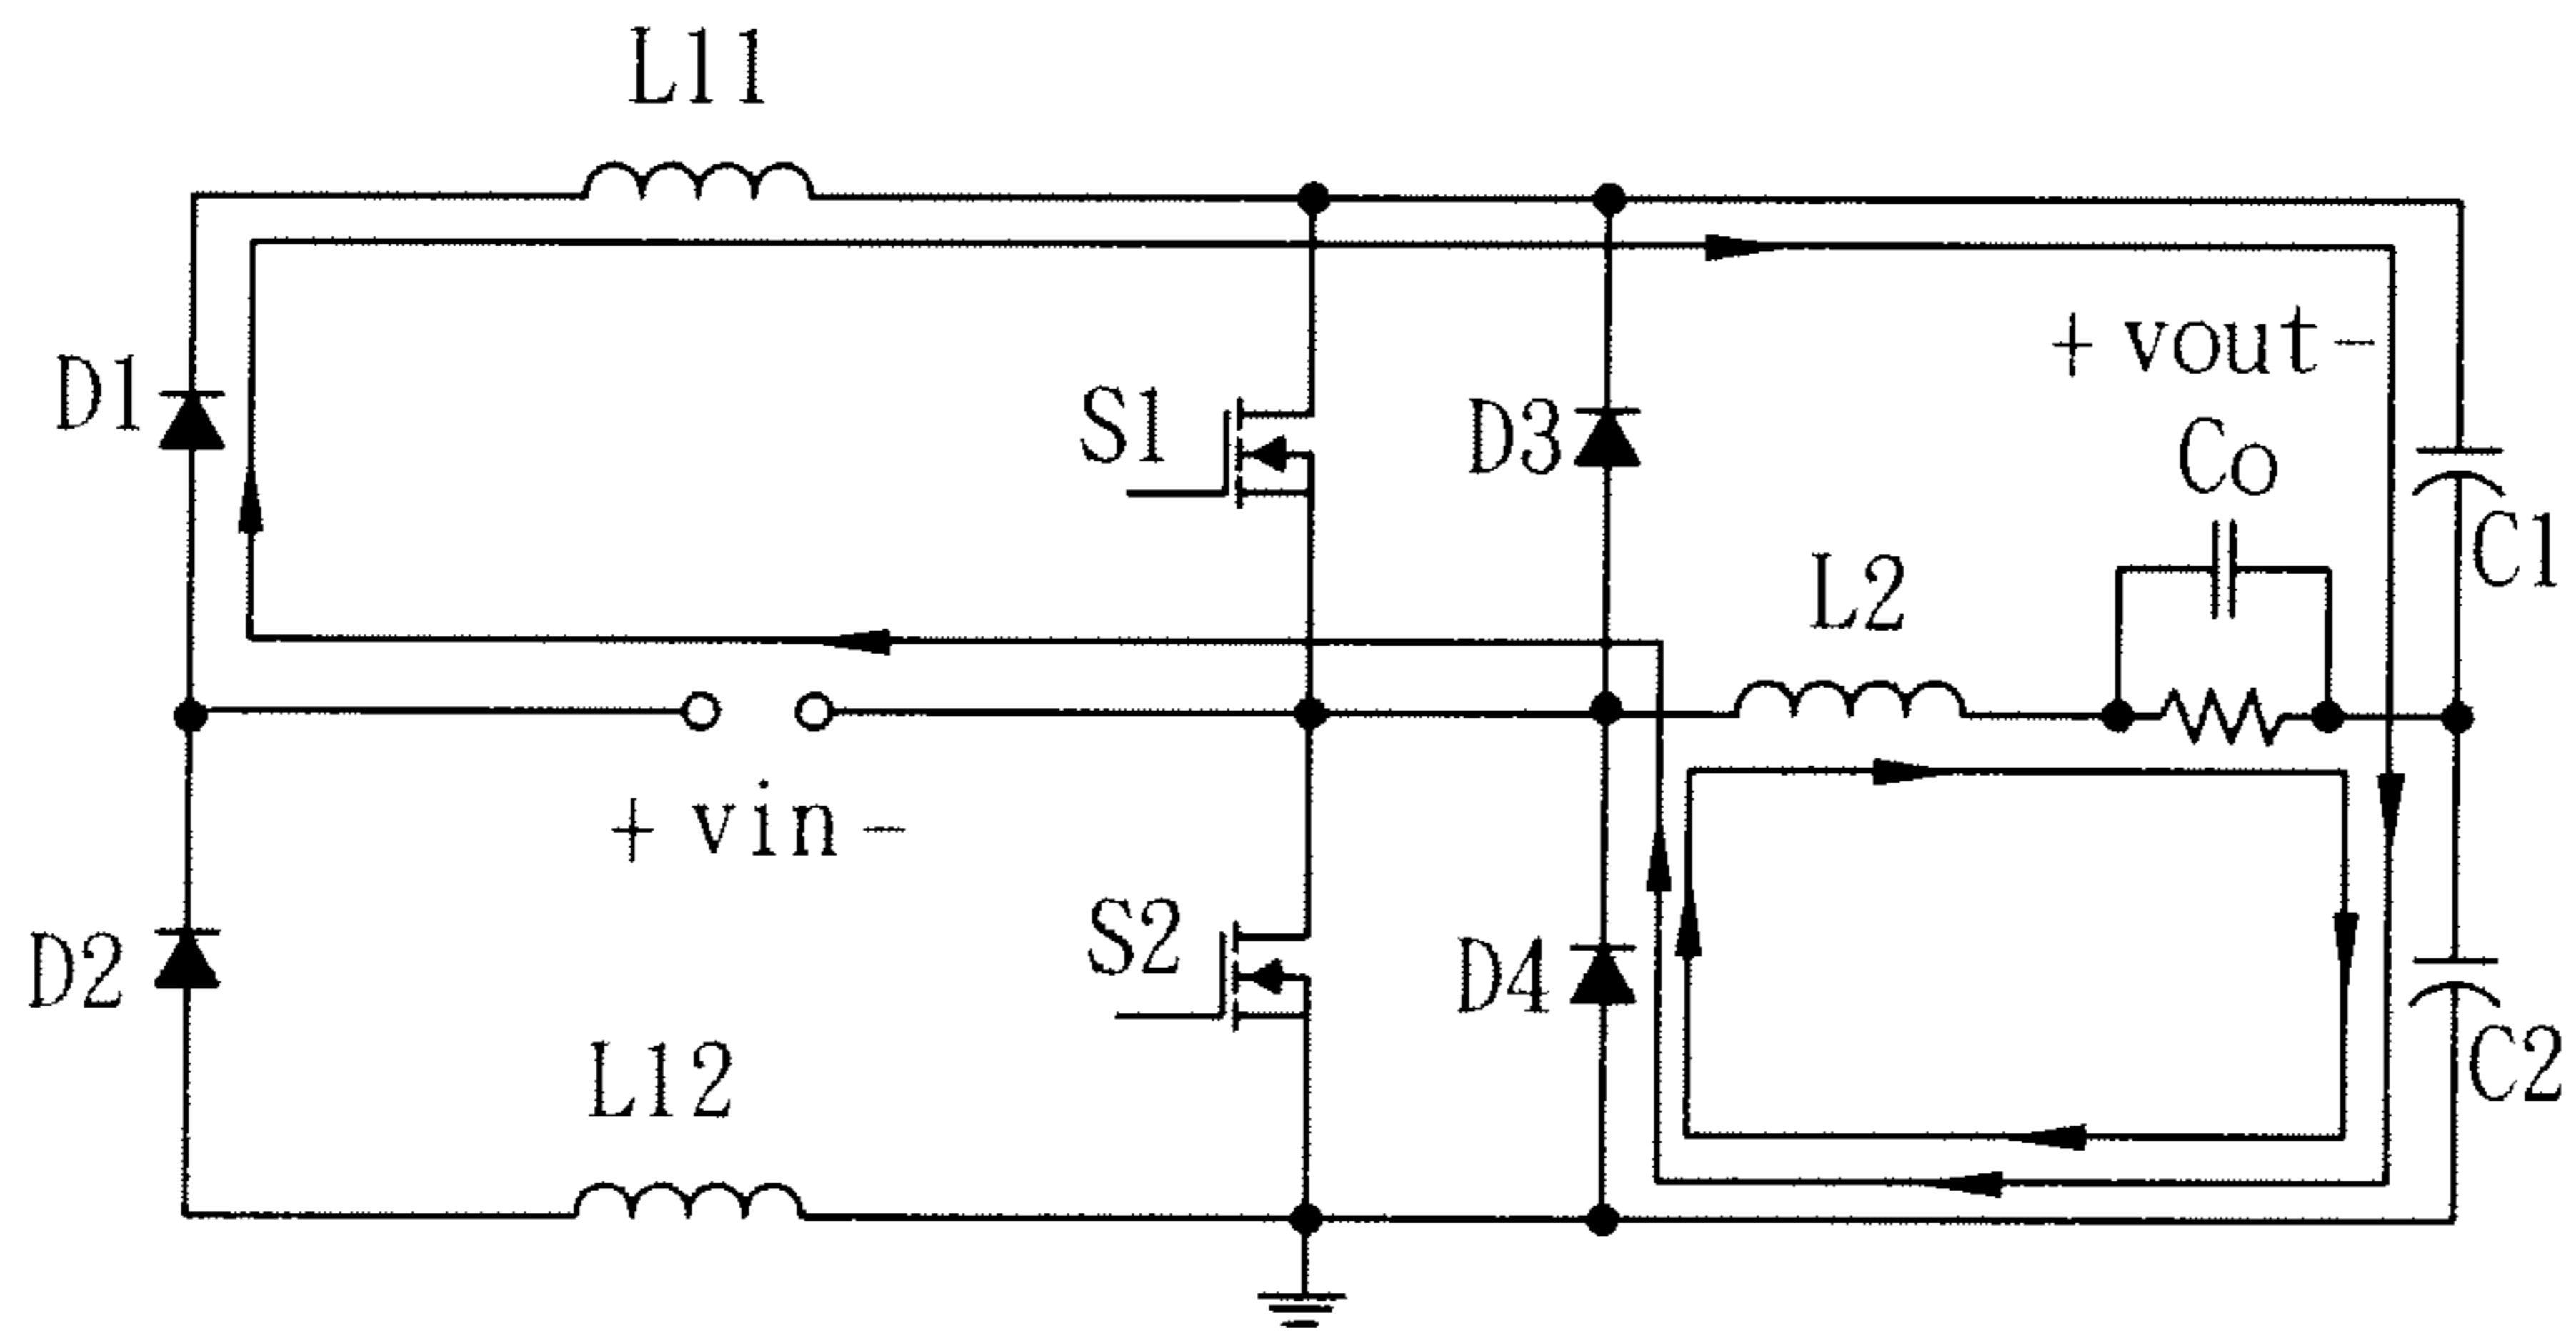 L11
+ vout -
D1
S1
D3
Co
C1
L2
+ vin -
S2
D2
D4
L12
C2